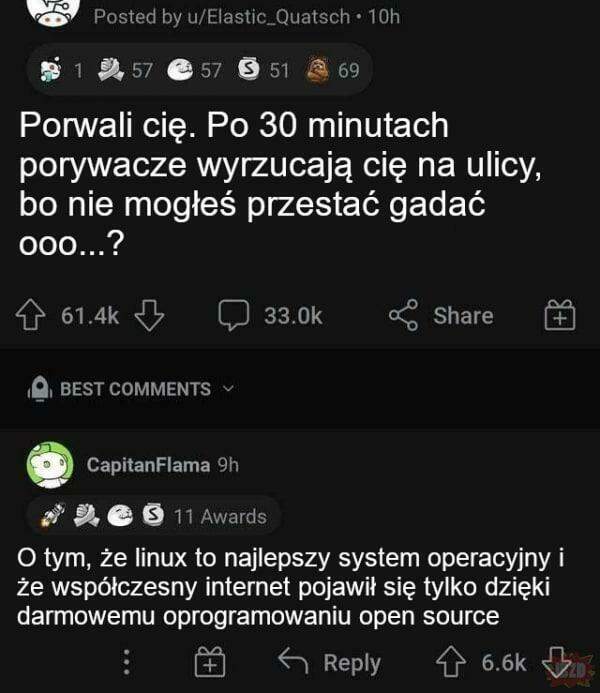 Posted by u/Elastic_Quatsch • 10h
1 57 57 51 69
Porwali cię. Po 30 minutach
porywacze wyrzucają cię na ulicy,
bo nie mogłeś przestać gadać
ooo...?
61.4k 33.0k Share
BEST COMMENTS
CapitanFlama 9h
11 Awards
O tym, że linux to najlepszy system operacyjny i
że współczesny internet pojawił się tylko dzięki
darmowemu oprogramowaniu open source
Reply 6.6k